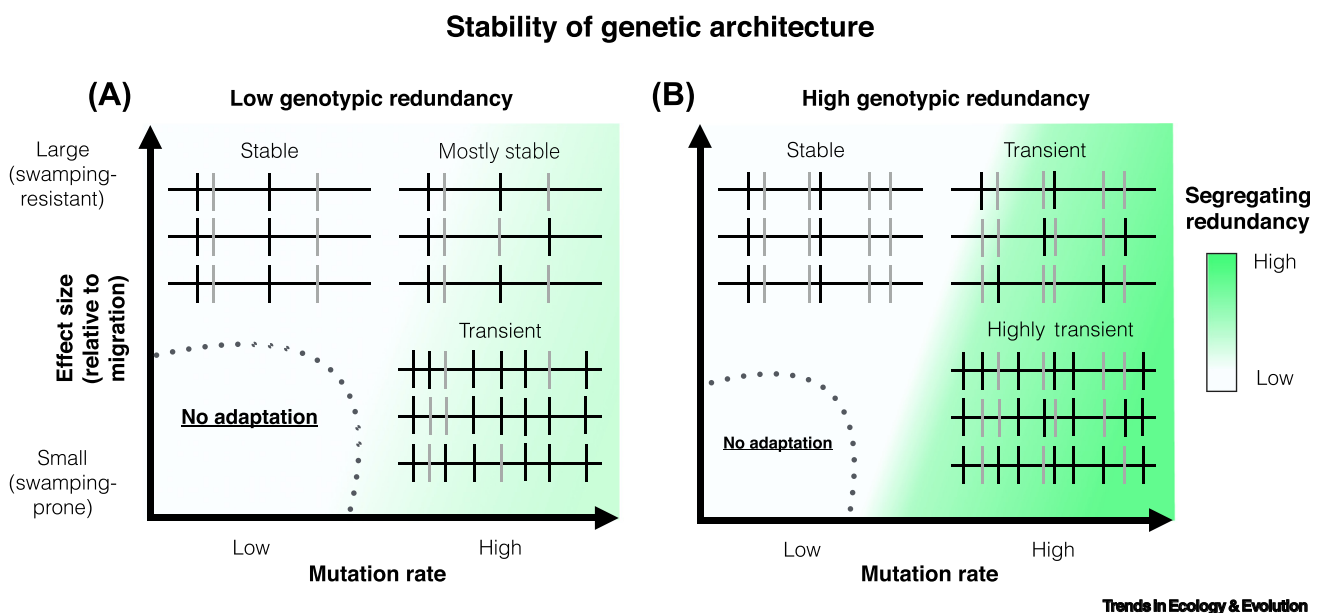 Stability of genetic architecture
(A)
Low genotypic redundancy
Large
(swamping-
resistant)
Effect size
(relative to
migration)
Small
(swamping-
prone)
Stable
Mostly stable
Transient
No adaptation
Low
High
Mutation rate
(B)
High genotypic redundancy
Stable
Transient
Highly transient
No adaptation
Low
High
Mutation rate
Segregating
redundancy
High
Low
Trends in Ecology & Evolution